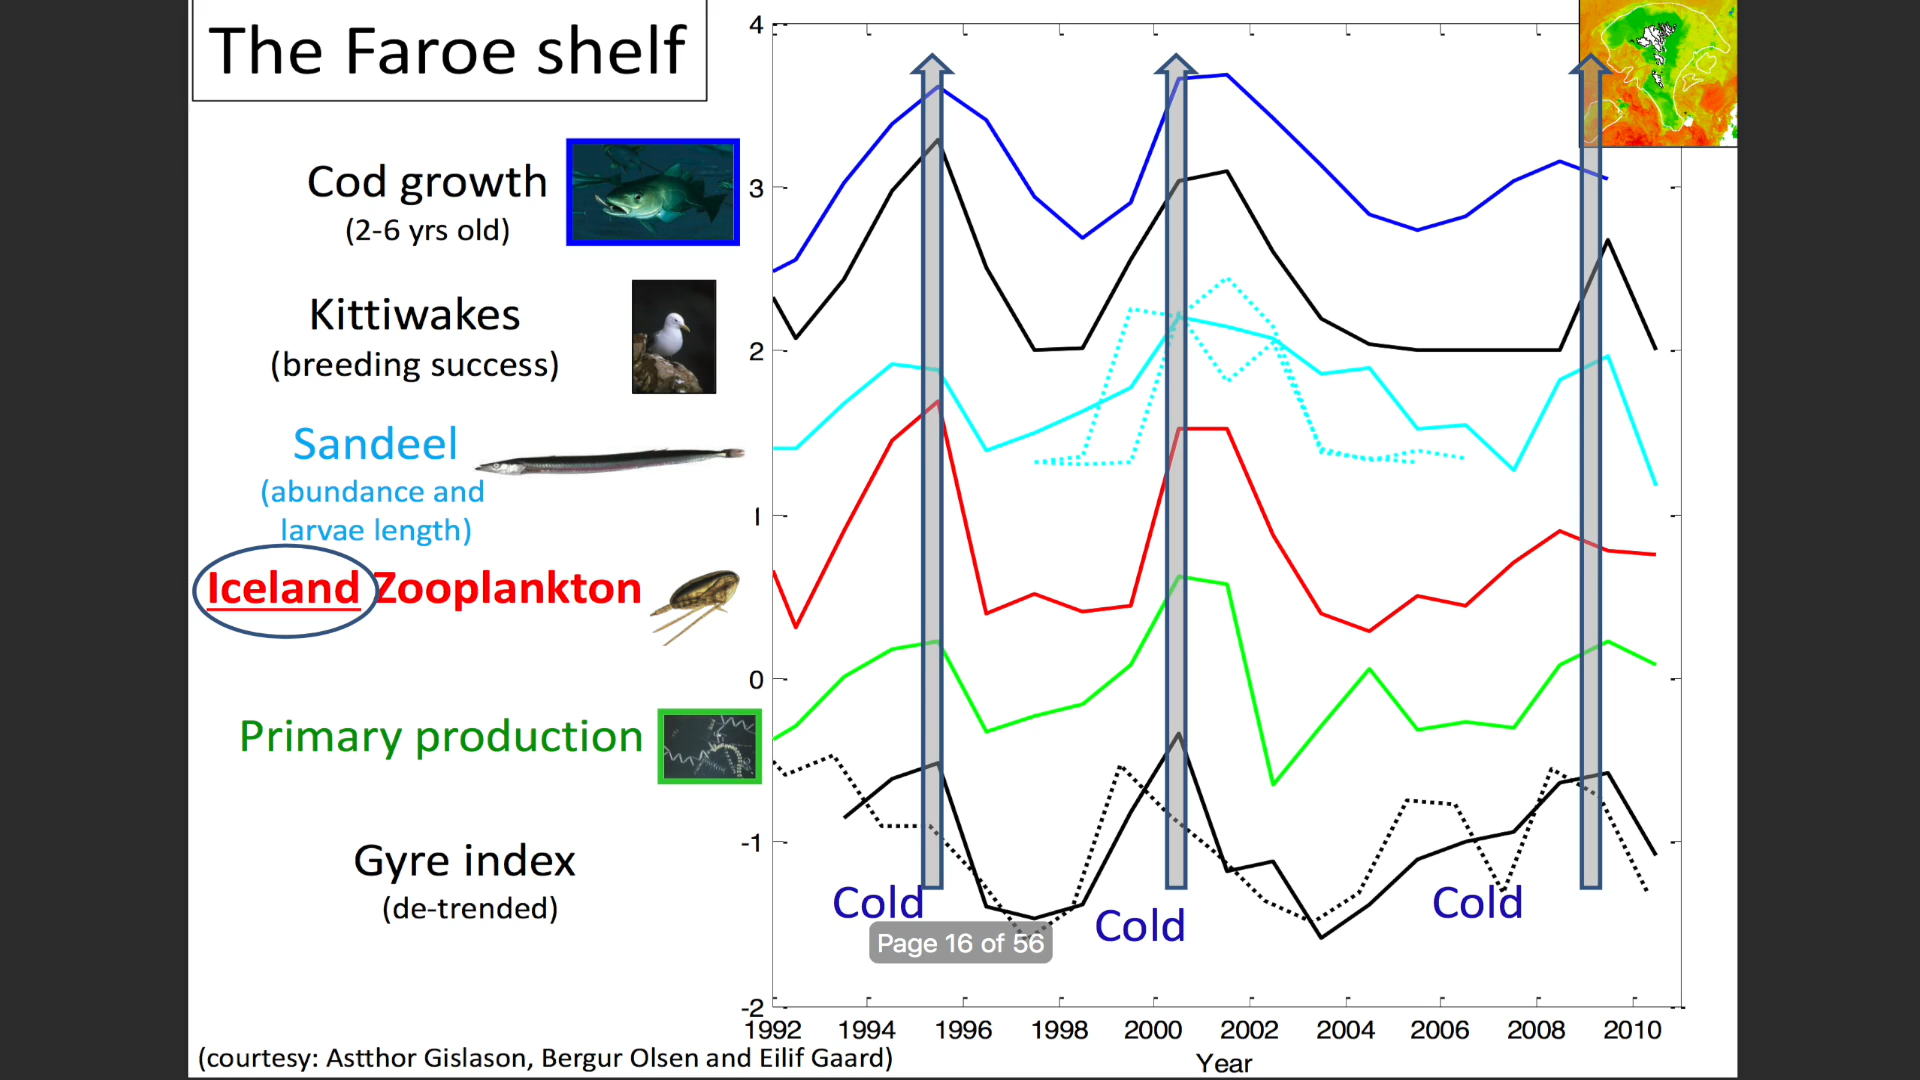 The Faroe shelf
Cod growth
(2-6 yrs old)
Kittiwakes
(breeding success)
Sandeel
(abundance and
larvae length)
Iceland Zooplankton
Primary production
Gyre index
(de-trended)
(courtesy: Astthor Gislason, Bergur Olsen and Eilif Gaard)
4
3
2
1
0
-1
-2
Cold
Cold
Cold
Page 16 of 56
1992 1994 1996 1998 2000 2002 2004 2006 2008 2010
Year